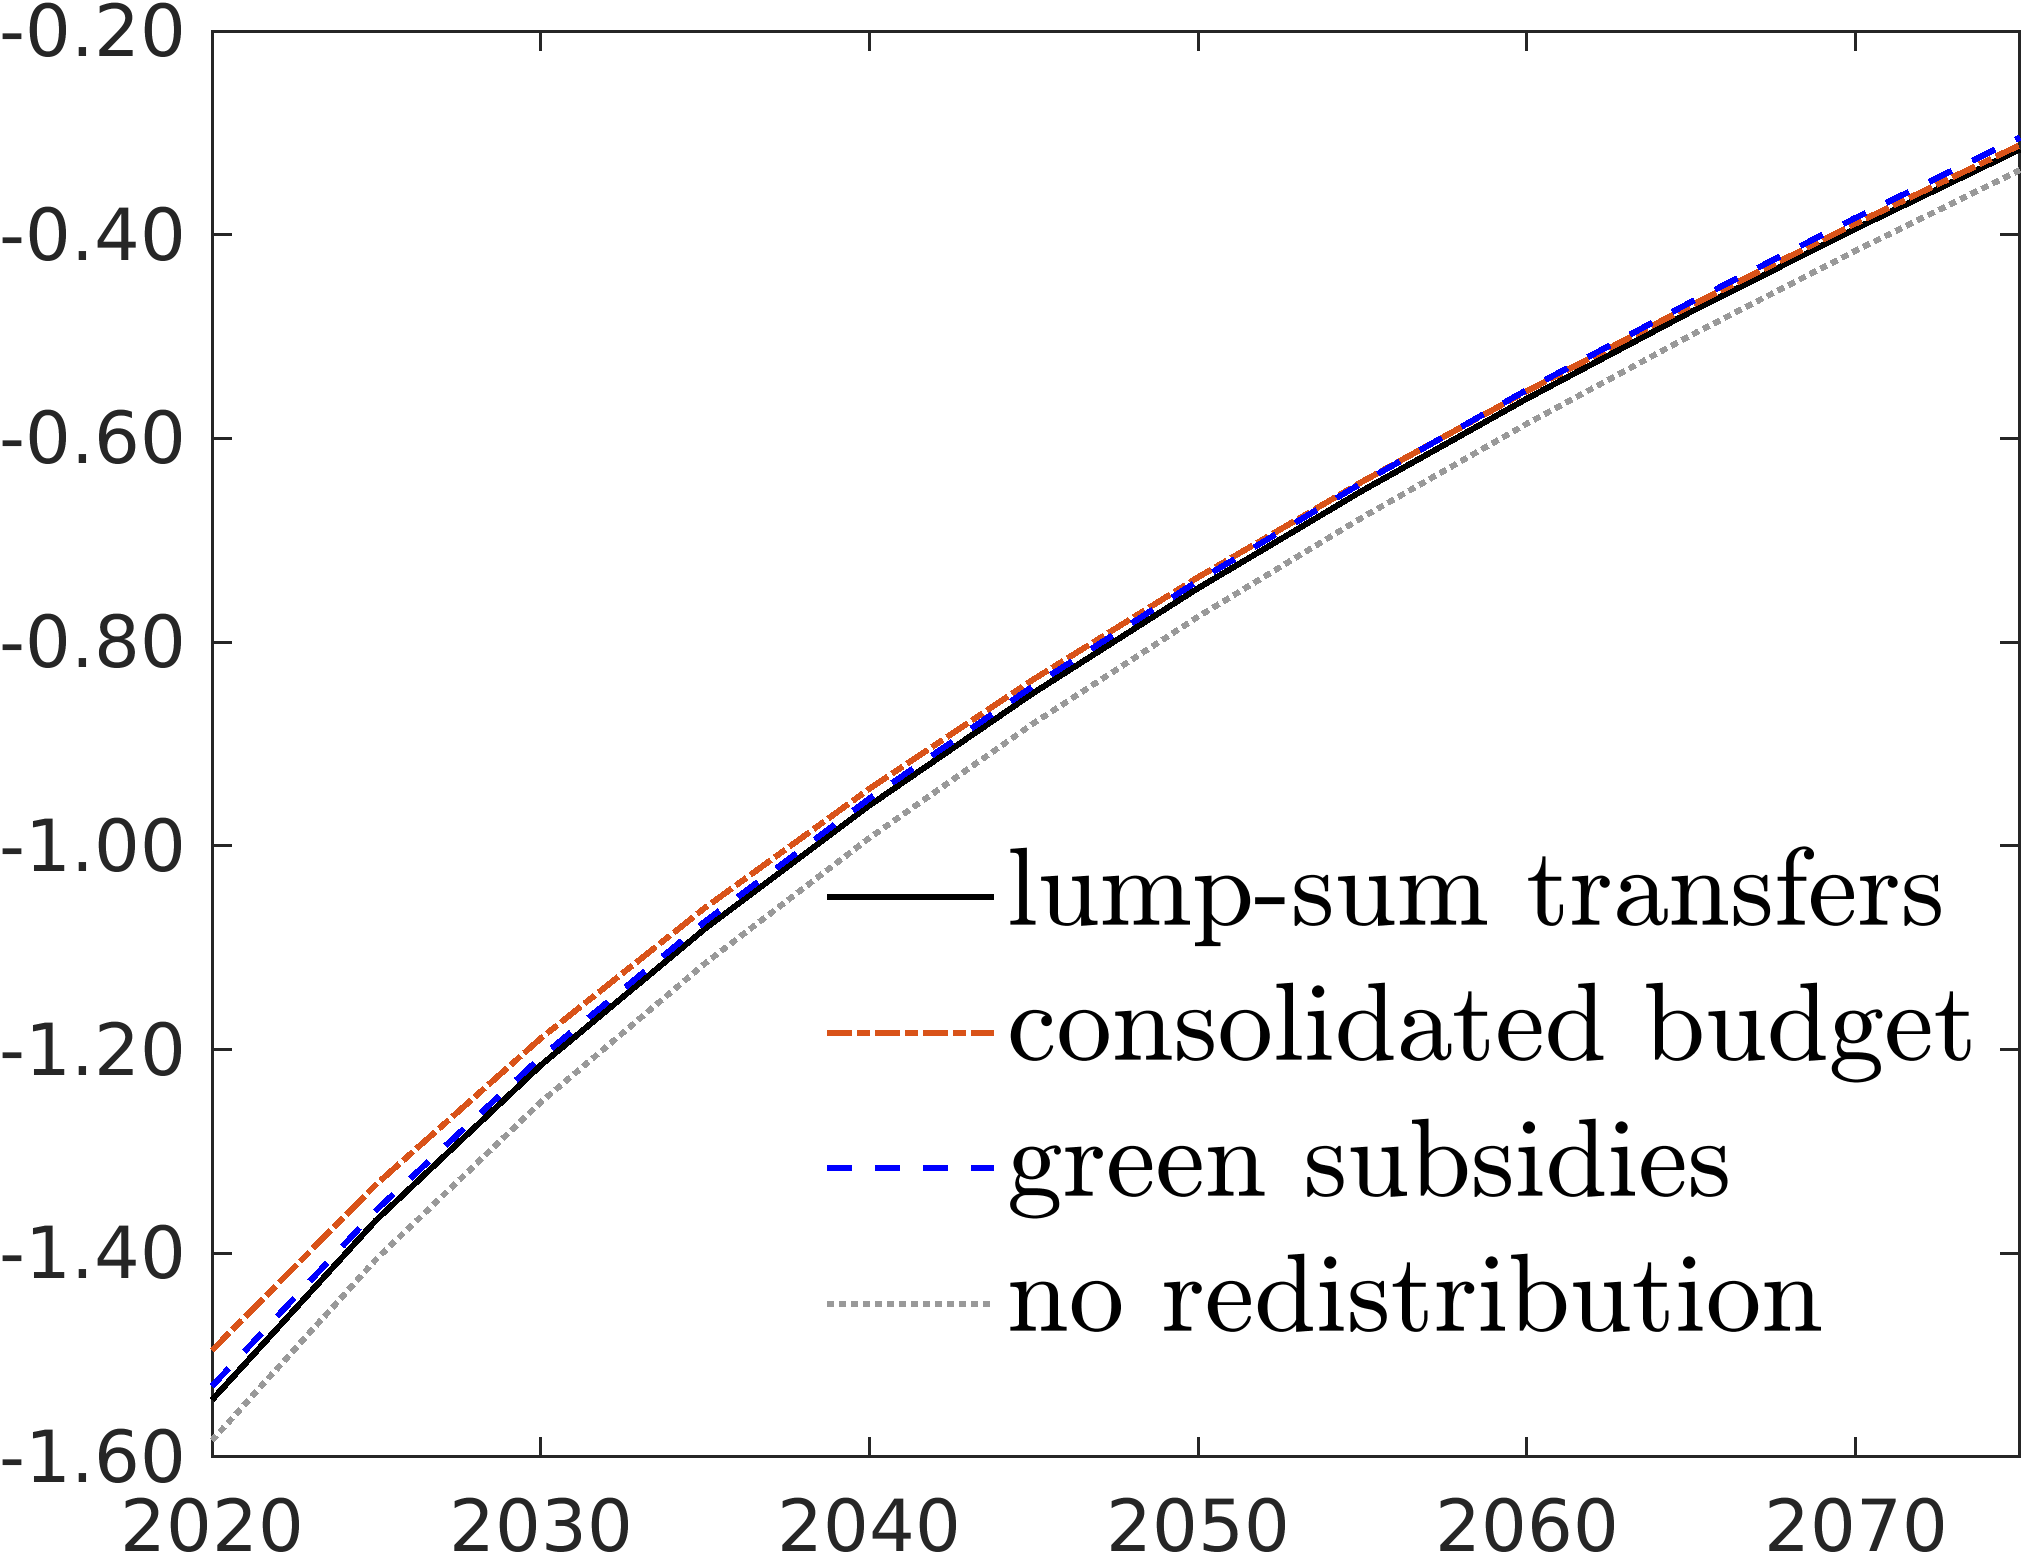 -0.20
-0.40
-0.60
-0.80
-1.00
-1.20
-1.40
-1.60
lump-sum transfers
consolidated budget
green subsidies
no redistribution
2020 2030 2040 2050 2060 2070